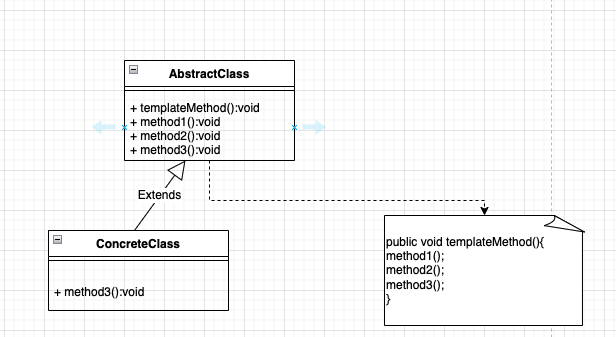 AbstractClass
+ templateMethod():void
+ method1():void
+ method2():void
+ method3():void
Extends
ConcreteClass
+ method3():void
public void templateMethod(){
method1();
method2();
method3();
}